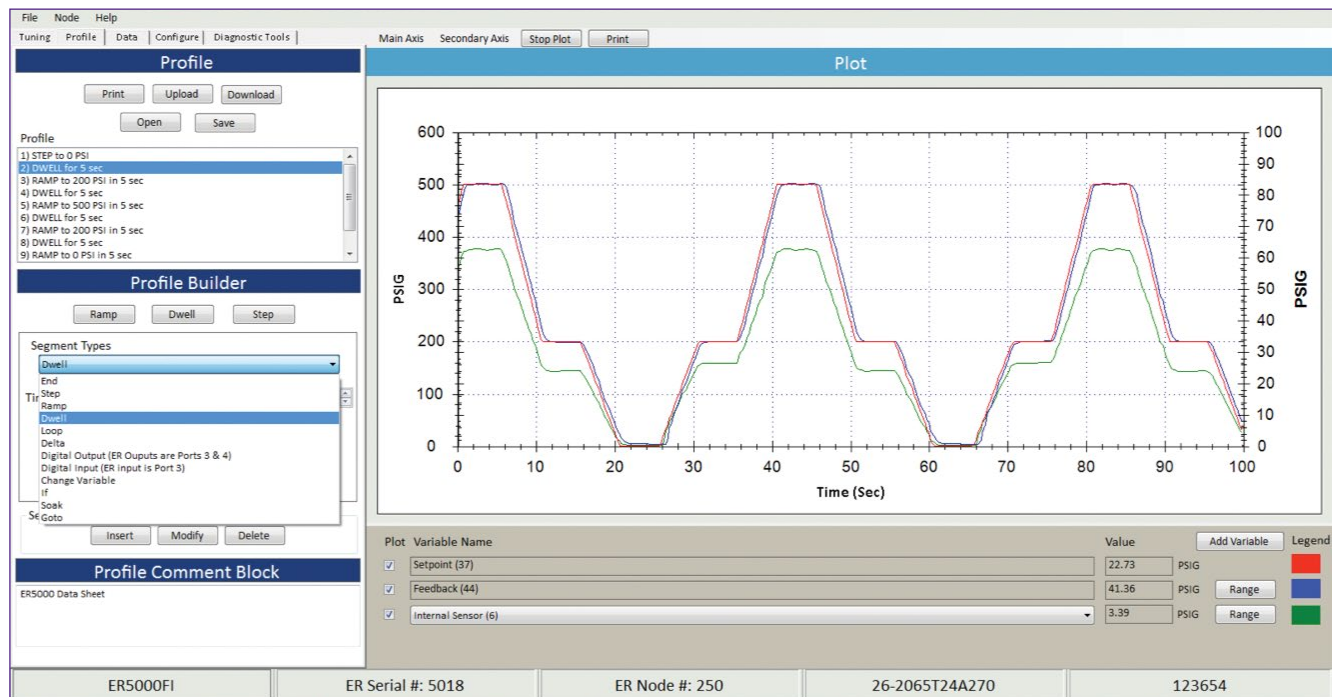 File Node Help
Tuning Profile Data Configure Diagnostic Tools
Main Axis Secondary Axis Stop Plot Print
Profile
Print Upload Download
Open Save
Profile
1) STEP to 0 PSI
2) DWELL for 5 sec
3) RAMP to 200 PSI in 5 sec
4) DWELL for 5 sec
5) RAMP to 500 PSI in 5 sec
6) DWELL for 5 sec
7) RAMP to 200 PSI in 5 sec
8) DWELL for 5 sec
9) RAMP to 0 PSI in 5 sec
Profile Builder
Ramp Dwell Step
Segment Types
Dwell
End
Step
Ramp
Dwell
Loop
Delta
Digital Output (ER Ouputs are Ports 3 & 4)
Digital Input (ER input is Port 3)
Change Variable
If
Soak
Goto
Insert Modify Delete
Profile Comment Block
ER5000 Data Sheet
Plot
600
500
400
300
200
100
0
PSIG
100
90
80
70
60
50
40
30
20
10
0
PSIG
0 10 20 30 40 50 60 70 80 90 100
Time (Sec)
Plot Variable Name Value Add Variable Legend
Setpoint (37) 22.73 PSIG
Feedback (44) 41.36 PSIG Range
Internal Sensor (6) 3.39 PSIG Range
ER5000FI ER Serial #: 5018 ER Node #: 250 26-2065T24A270 123654